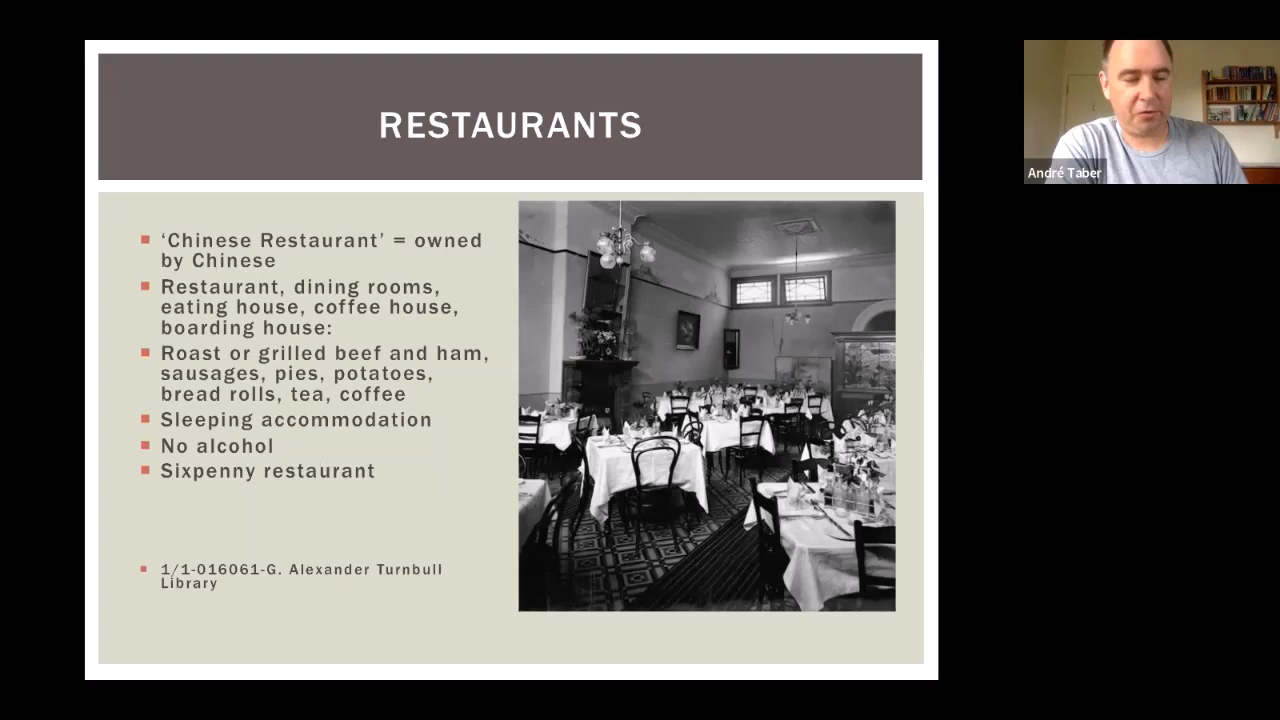 RESTAURANTS
‘Chinese Restaurant’ = owned
by Chinese
Restaurant, dining rooms,
eating house, coffee house,
boarding house:
Roast or grilled beef and ham,
sausages, pies, potatoes,
bread rolls, tea, coffee
Sleeping accommodation
No alcohol
Sixpenny restaurant
1/1-016061-G. Alexander Turnbull
Library
André Taber